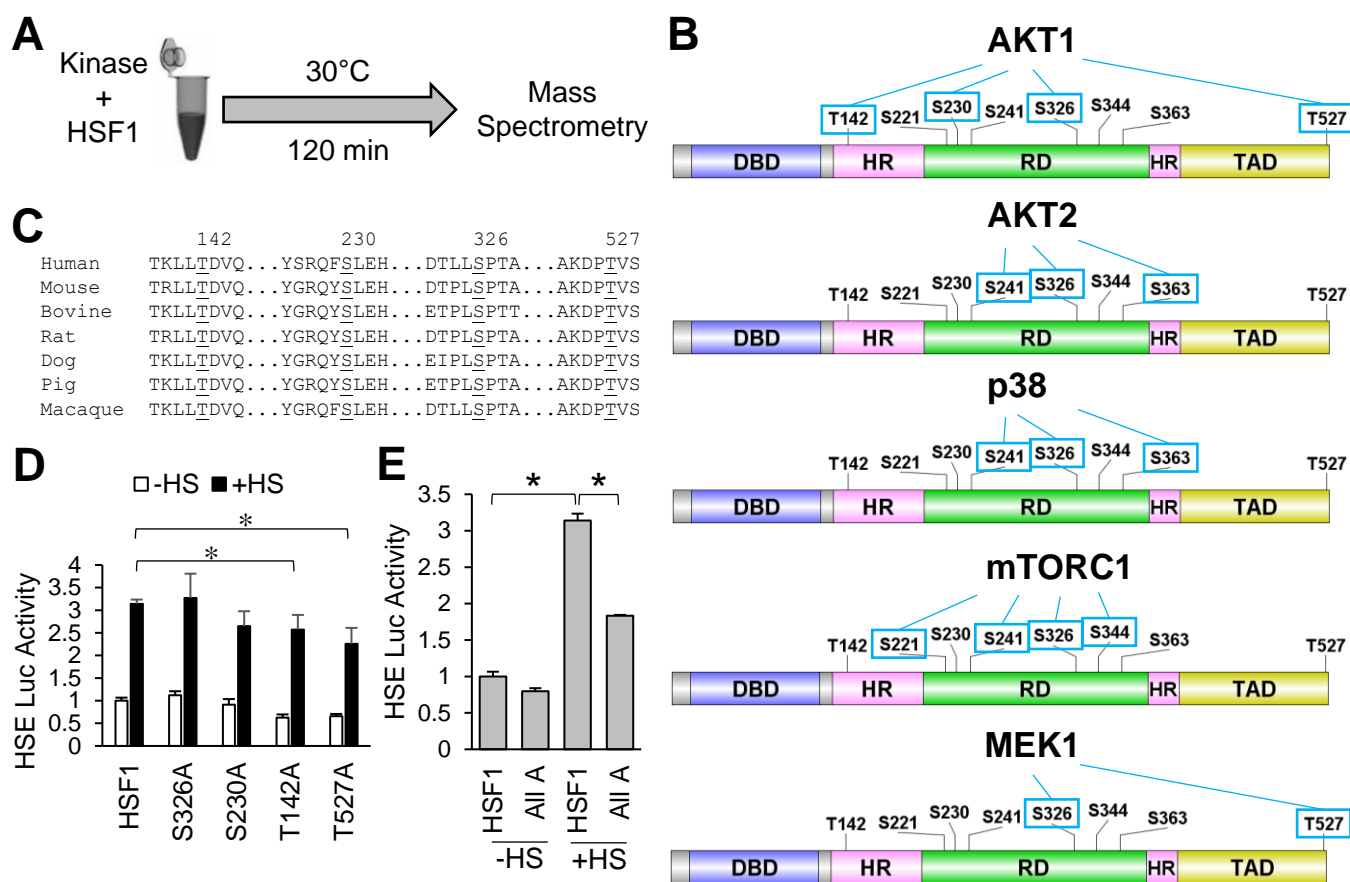 A
Kinase
+
HSF1
30°C
120 min
Mass
Spectrometry
B
AKT1
T142 S221 S230 S241 S326 S344 S363 T527
DBD HR RD HR TAD
AKT2
T142 S221 S230 S241 S326 S344 S363 T527
DBD HR RD HR TAD
p38
T142 S221 S230 S241 S326 S344 S363 T527
DBD HR RD HR TAD
mTORC1
T142 S221 S230 S241 S326 S344 S363 T527
DBD HR RD HR TAD
MEK1
T142 S221 S230 S241 S326 S344 S363 T527
DBD HR RD HR TAD
C
142 230 326 527
Human TKLLTDVQ...YSRQFSLEH...DTLLSPTA...AKDPTVS
Mouse TRLLTDVQ...YGRQYSLEH...DTPLSPTA...AKDPTVS
Bovine TKLLTDVQ...YGRQYSLEH...ETPLSPTT...AKDPTVS
Rat TRLLTDVQ...YGRQYSLEH...DTPLSPTA...AKDPTVS
Dog TKLLTDVQ...YGRQYSLEH...EIPLSPTA...AKDPTVS
Pig TKLLTDVQ...YGRQYSLEH...ETPLSPTA...AKDPTVS
Macaque TKLLTDVQ...YGRQFSLEH...DTLLSPTA...AKDPTVS
D
-HS +HS
*
*
HSE Luc Activity
4
3.5
3
2.5
2
1.5
1
0.5
0
HSF1 S326A S230A T142A T527A
E
* *
HSE Luc Activity
3.5
3
2.5
2
1.5
1
0.5
0
HSF1 All A HSF1 All A
-HS +HS